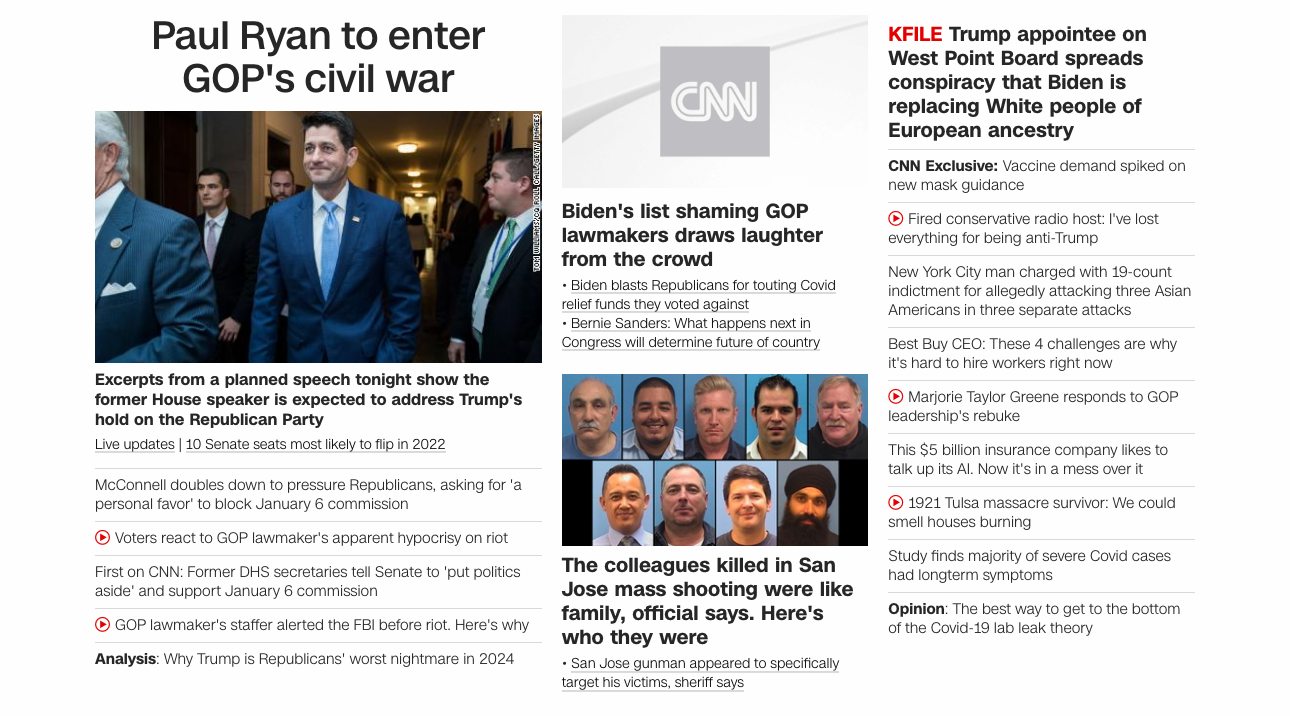 Paul Ryan to enter
GOP's civil war
TOM WILLIAMS/CQ ROLL CALL/GETTY IMAGES
Excerpts from a planned speech tonight show the
former House speaker is expected to address Trump's
hold on the Republican Party
Live updates | 10 Senate seats most likely to flip in 2022
McConnell doubles down to pressure Republicans, asking for 'a
personal favor' to block January 6 commission
Voters react to GOP lawmaker's apparent hypocrisy on riot
First on CNN: Former DHS secretaries tell Senate to 'put politics
aside' and support January 6 commission
GOP lawmaker's staffer alerted the FBI before riot. Here's why
Analysis: Why Trump is Republicans' worst nightmare in 2024
CNN
Biden's list shaming GOP
lawmakers draws laughter
from the crowd
• Biden blasts Republicans for touting Covid
relief funds they voted against
• Bernie Sanders: What happens next in
Congress will determine future of country
The colleagues killed in San
Jose mass shooting were like
family, official says. Here's
who they were
• San Jose gunman appeared to specifically
target his victims, sheriff says
KFILE Trump appointee on
West Point Board spreads
conspiracy that Biden is
replacing White people of
European ancestry
CNN Exclusive: Vaccine demand spiked on
new mask guidance
Fired conservative radio host: I've lost
everything for being anti-Trump
New York City man charged with 19-count
indictment for allegedly attacking three Asian
Americans in three separate attacks
Best Buy CEO: These 4 challenges are why
it's hard to hire workers right now
Marjorie Taylor Greene responds to GOP
leadership's rebuke
This $5 billion insurance company likes to
talk up its AI. Now it's in a mess over it
1921 Tulsa massacre survivor: We could
smell houses burning
Study finds majority of severe Covid cases
had longterm symptoms
Opinion: The best way to get to the bottom
of the Covid-19 lab leak theory